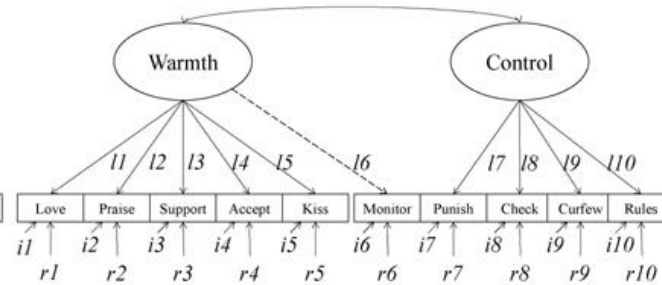 Warmth Control
l1 l2 l3 l4 l5 l6 l7 l8 l9 l10
Love Praise Support Accept Kiss Monitor Punish Check Curfew Rules
i1 i2 i3 i4 i5 i6 i7 i8 i9 i10
r1 r2 r3 r4 r5 r6 r7 r8 r9 r10